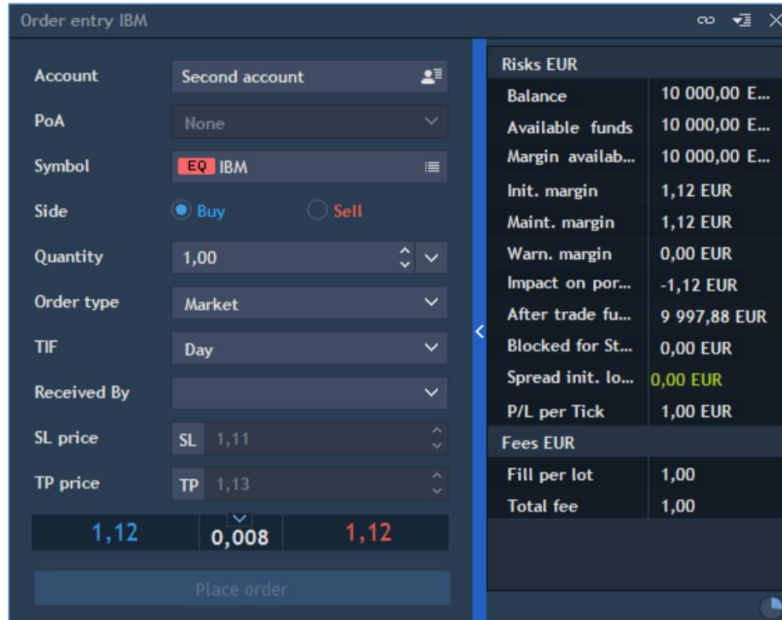 Order entry IBM
Account Second account
PoA None
Symbol EQ IBM
Side Buy Sell
Quantity 1,00
Order type Market
TIF Day
Received By
SL price SL 1,11
TP price TP 1,13
1,12 0,008 1,12
Place order
Risks EUR
Balance 10 000,00 E...
Available funds 10 000,00 E...
Margin availab... 10 000,00 E...
Init. margin 1,12 EUR
Maint. margin 1,12 EUR
Warn. margin 0,00 EUR
Impact on por... -1,12 EUR
After trade fu... 9 997,88 EUR
Blocked for St... 0,00 EUR
Spread init. lo... 0,00 EUR
P/L per Tick 1,00 EUR
Fees EUR
Fill per lot 1,00
Total fee 1,00